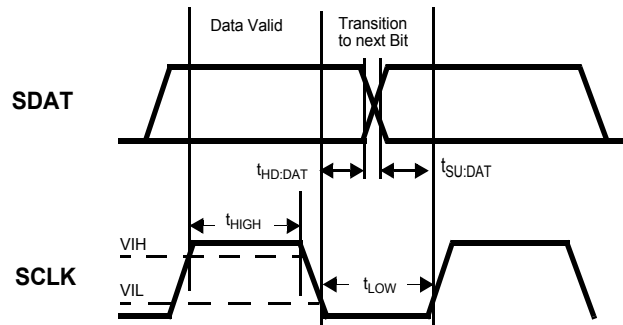 Data Valid
Transition
to next Bit
SDAT
tHD:DAT
tSU:DAT
tHIGH
VIH
SCLK
VIL
tLOW